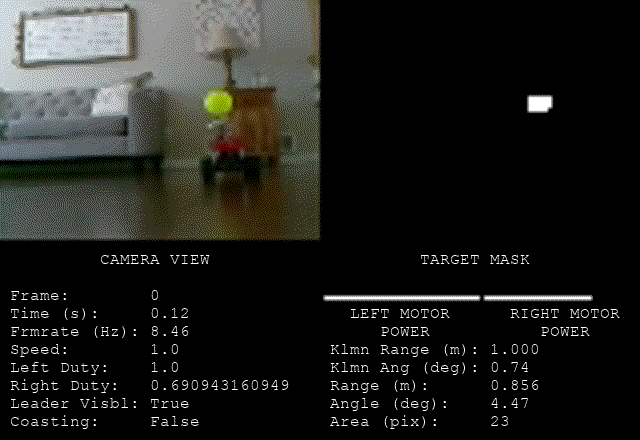 CAMERA VIEW
TARGET MASK
Frame: 0
Time (s): 0.12
Frmrate (Hz): 8.46
Speed: 1.0
Left Duty: 1.0
Right Duty: 0.690943160949
Leader Visbl: True
Coasting: False
LEFT MOTOR
POWER
RIGHT MOTOR
POWER
Klmn Range (m): 1.000
Klmn Ang (deg): 0.74
Range (m): 0.856
Angle (deg): 4.47
Area (pix): 23